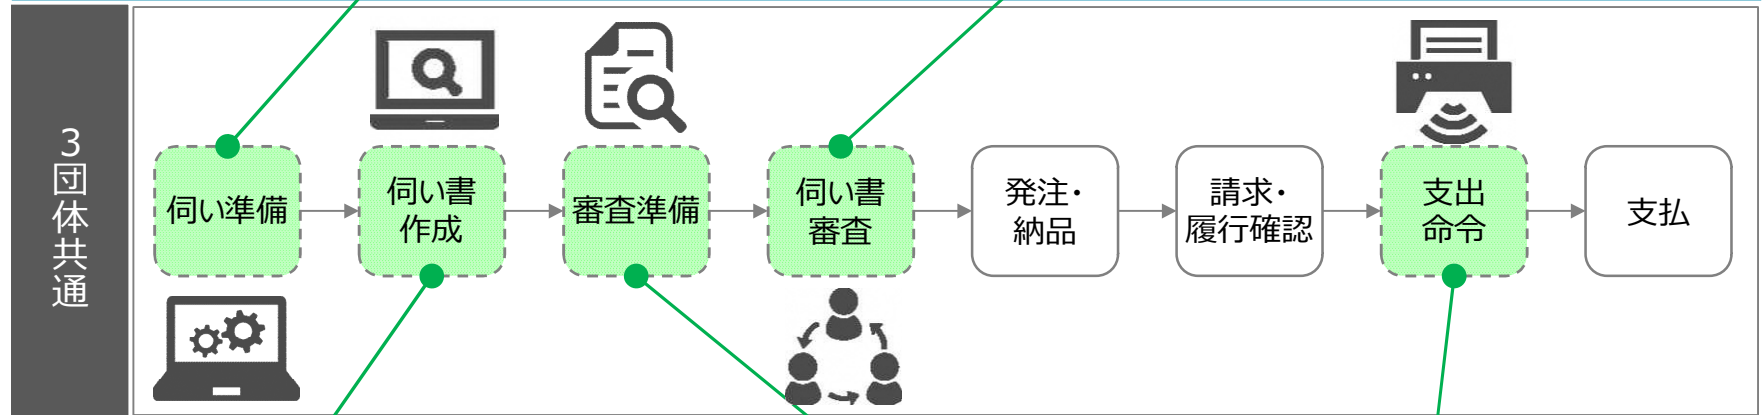 3団体共通
伺い準備
伺い書
作成
審査準備
伺い書
審査
発注・
納品
請求・
履行確認
支出
命令
支払